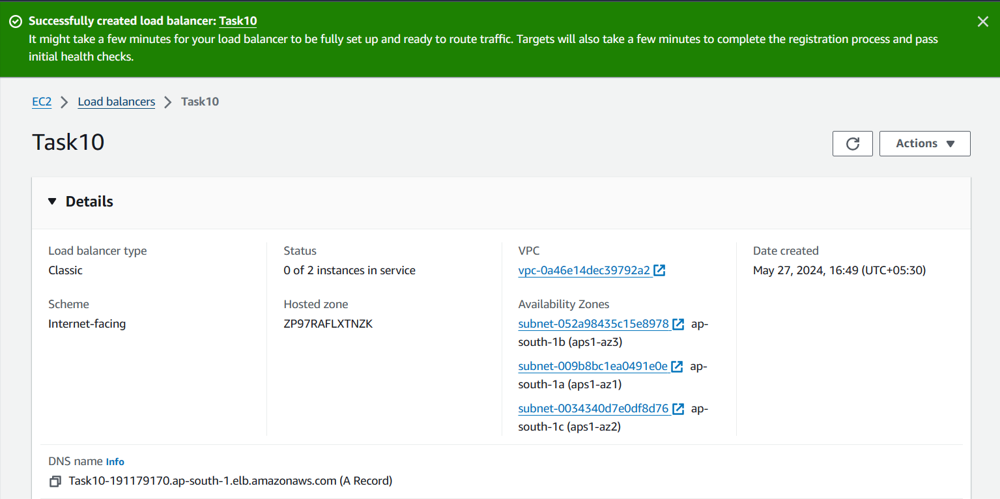 Successfully created load balancer: Task10
It might take a few minutes for your load balancer to be fully set up and ready to route traffic. Targets will also take a few minutes to complete the registration process and pass
initial health checks.
EC2 > Load balancers > Task10
Task10
Actions
Details
Load balancer type
Classic
Status
0 of 2 instances in service
VPC
vpc-0a46e14dec39792a2
Date created
May 27, 2024, 16:49 (UTC+05:30)
Scheme
Internet-facing
Hosted zone
ZP97RAFLXTNZK
Availability Zones
subnet-052a98435c15e8978 ap-
south-1b (aps1-az3)
subnet-009b8bc1ea0491e0e ap-
south-1a (aps1-az1)
subnet-0034340d7e0df8d76 ap-
south-1c (aps1-az2)
DNS name Info
Task10-191179170.ap-south-1.elb.amazonaws.com (A Record)